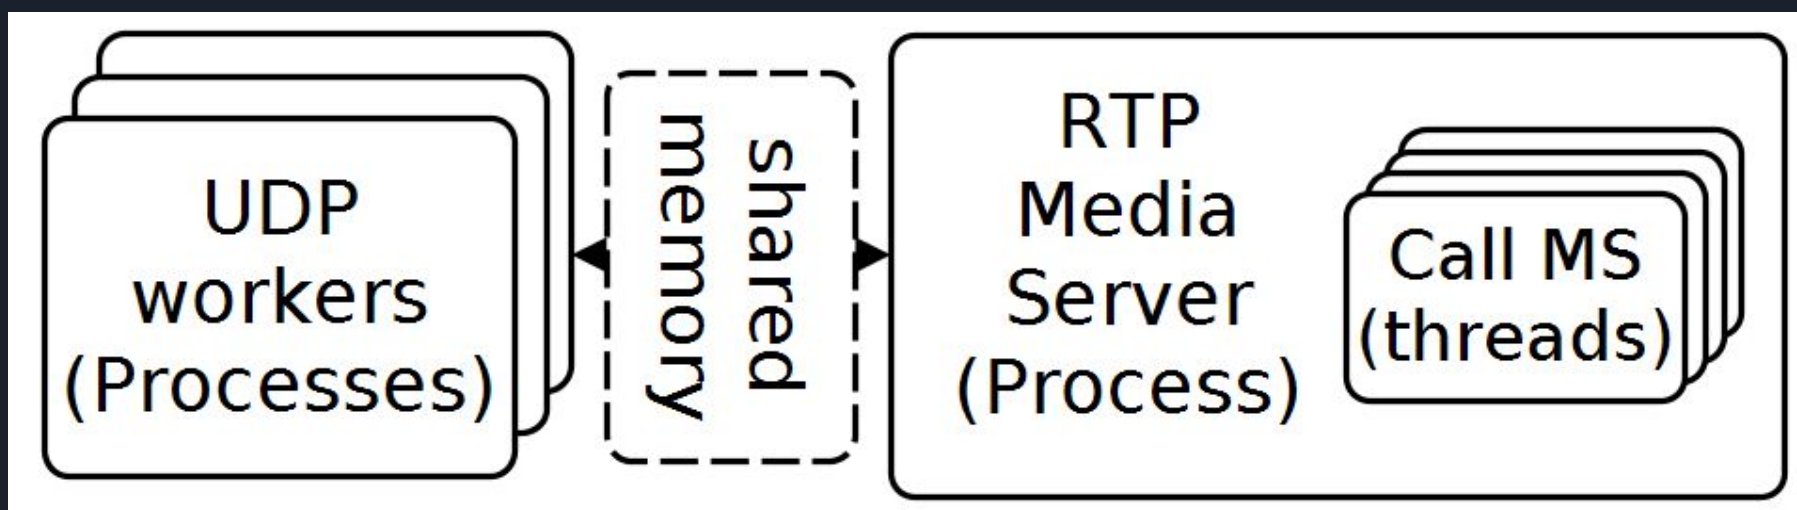 UDP
workers
(Processes)
shared
memory
RTP
Media
Server
(Process)
Call MS
(threads)